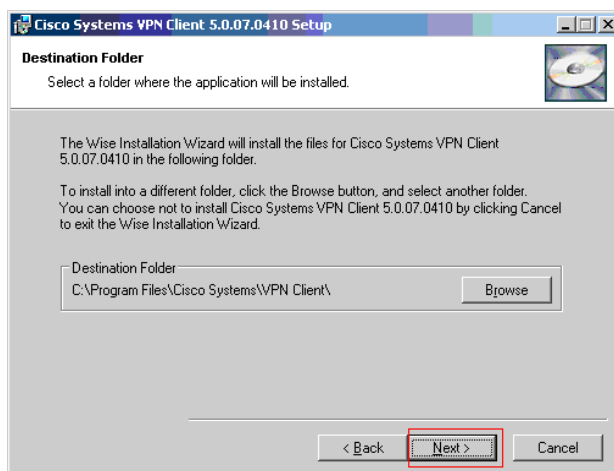 Cisco Systems VPN Client 5.0.07.0410 Setup
Destination Folder
Select a folder where the application will be installed.
The Wise Installation Wizard will install the files for Cisco Systems VPN Client
5.0.07.0410 in the following folder.
To install into a different folder, click the Browse button, and select another folder.
You can choose not to install Cisco Systems VPN Client 5.0.07.0410 by clicking Cancel
to exit the Wise Installation Wizard.
Destination Folder
C:\Program Files\Cisco Systems\VPN Client\
Browse
< Back
Next >
Cancel